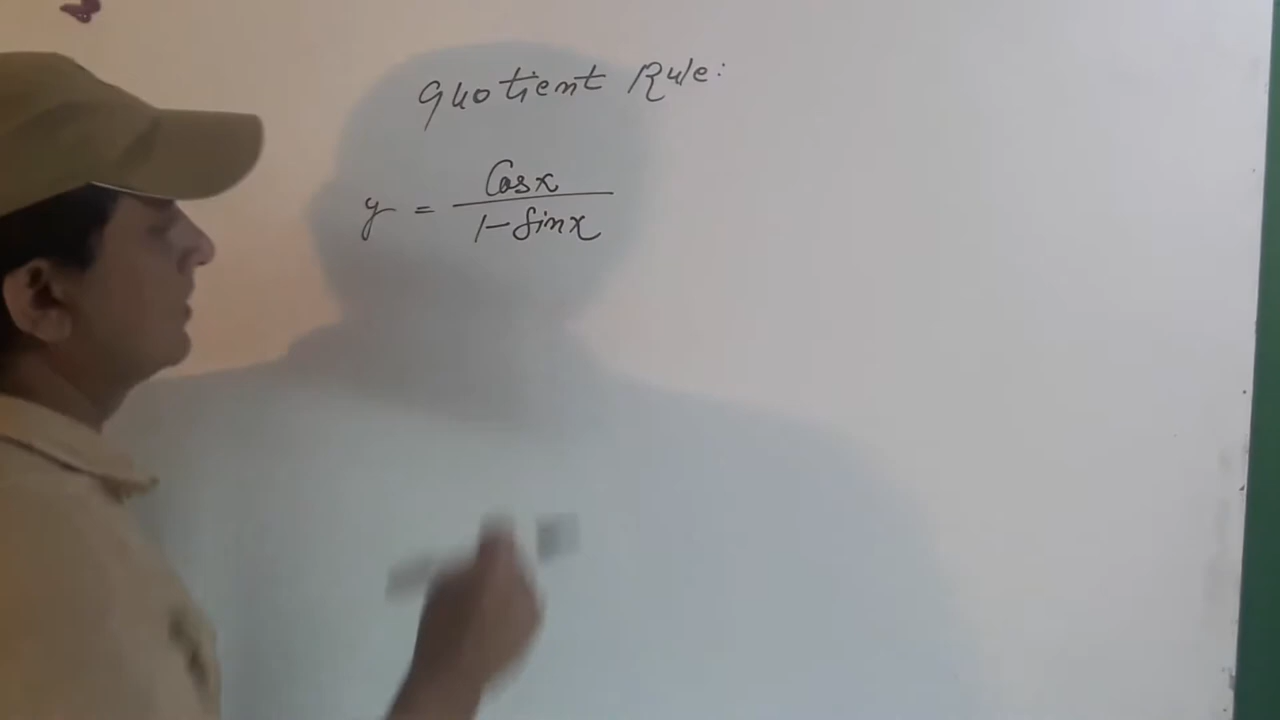 Quotient Rule:
y = Cosx / 1-Sinx